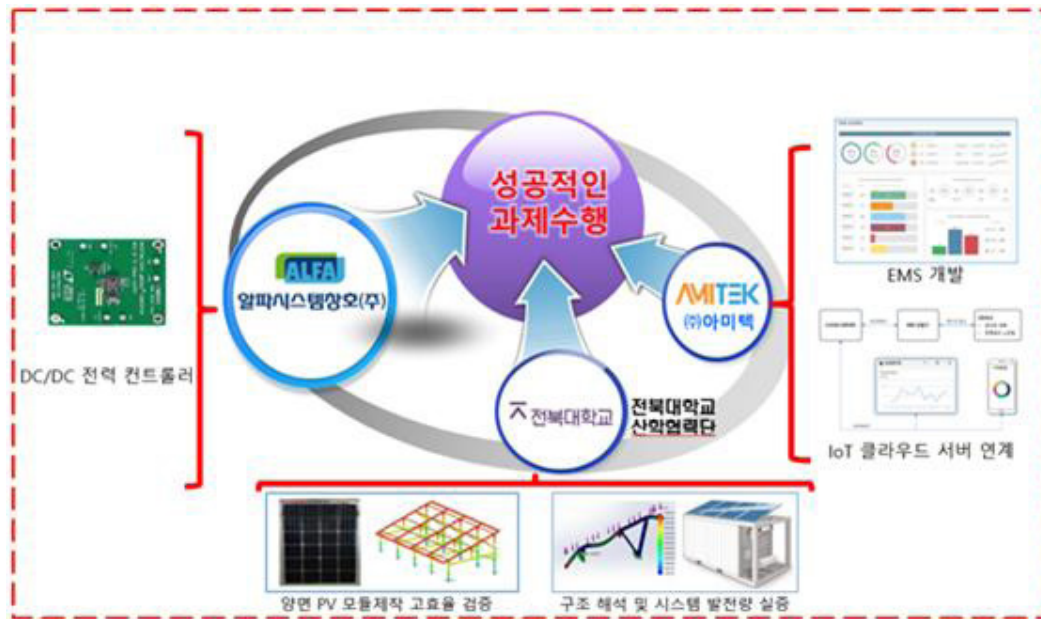 성공적인
과제수행
ALFA
알파시스템창호(주)
AMITEK
(주)아미텍
전북대학교
전북대학교
산학협력단
DC/DC 전력 컨트롤러
EMS 개발
IoT 클라우드 서버 연계
양면 PV 모듈제작 고효율 검증
구조 해석 및 시스템 발전량 실증